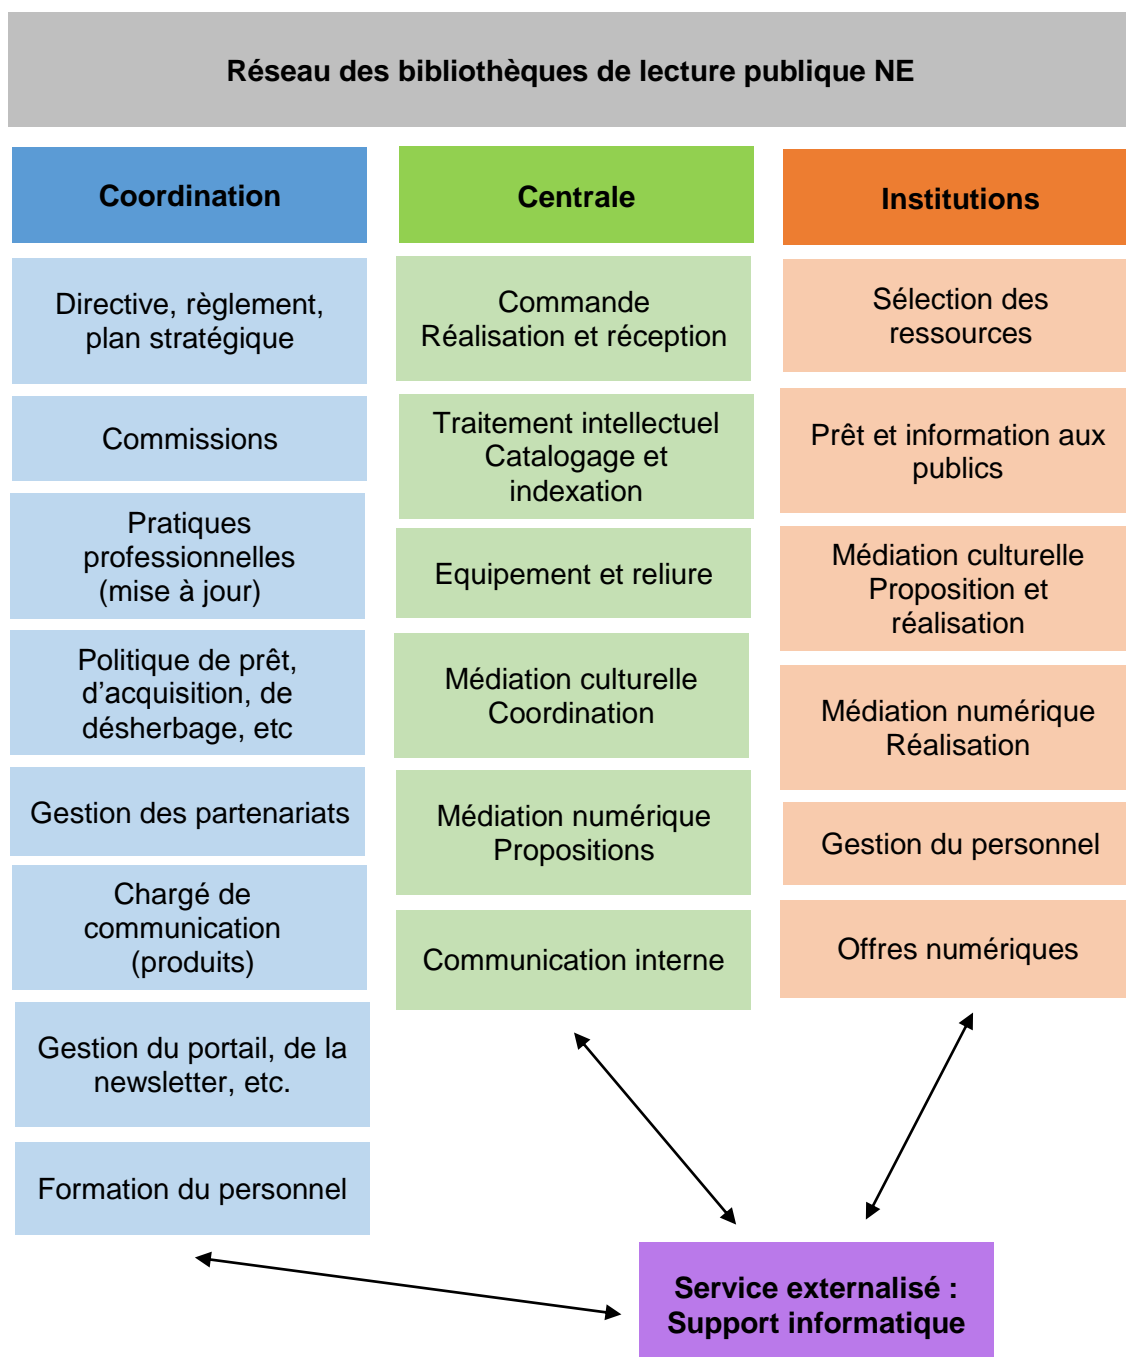 Réseau des bibliothèques de lecture publique NE
Coordination
Directive, règlement,
plan stratégique
Commissions
Pratiques
professionnelles
(mise à jour)
Politique de prêt,
d’acquisition, de
désherbage, etc
Gestion des partenariats
Chargé de
communication
(produits)
Gestion du portail, de la
newsletter, etc.
Formation du personnel
Centrale
Commande
Réalisation et réception
Traitement intellectuel
Catalogage et
indexation
Equipement et reliure
Médiation culturelle
Coordination
Médiation numérique
Propositions
Communication interne
Institutions
Sélection des
ressources
Prêt et information aux
publics
Médiation culturelle
Proposition et
réalisation
Médiation numérique
Réalisation
Gestion du personnel
Offres numériques
Service externalisé :
Support informatique